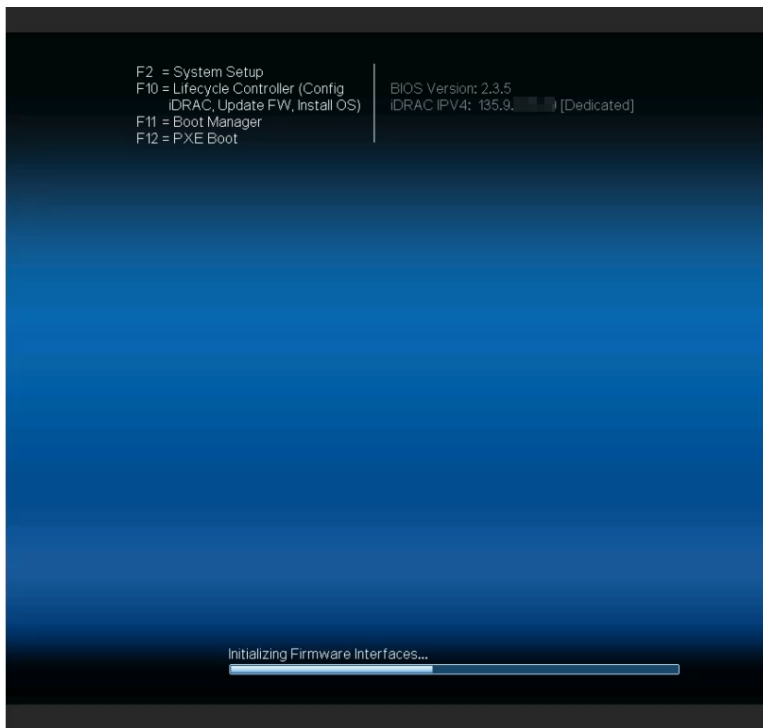 F2 = System Setup
F10 = Lifecycle Controller (Config
iDRAC, Update FW, Install OS)
F11 = Boot Manager
F12 = PXE Boot
BIOS Version: 2.3.5
iDRAC IPV4: 135.9. [Dedicated]
Initializing Firmware Interfaces...